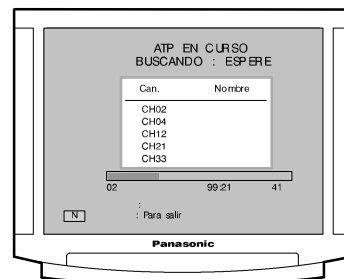 ATP EN CURSO
BUSCANDO : ESPERE
Can. Nombre
CH02
CH04
CH12
CH21
CH33
02 99:21 41
:
N : Para salir
Panasonic